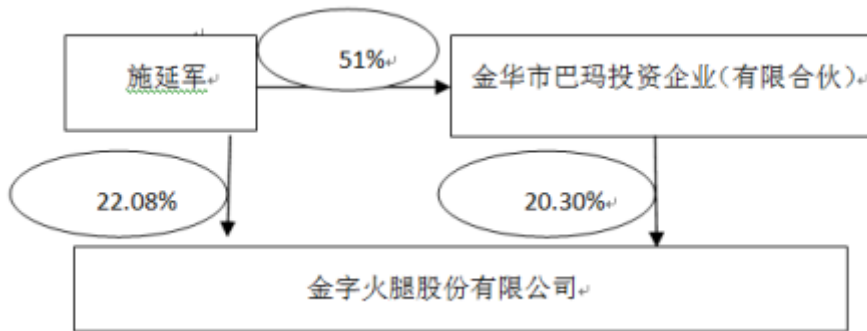 施延军
51%
金华市巴玛投资企业（有限合伙）
22.08%
20.30%
金字火腿股份有限公司